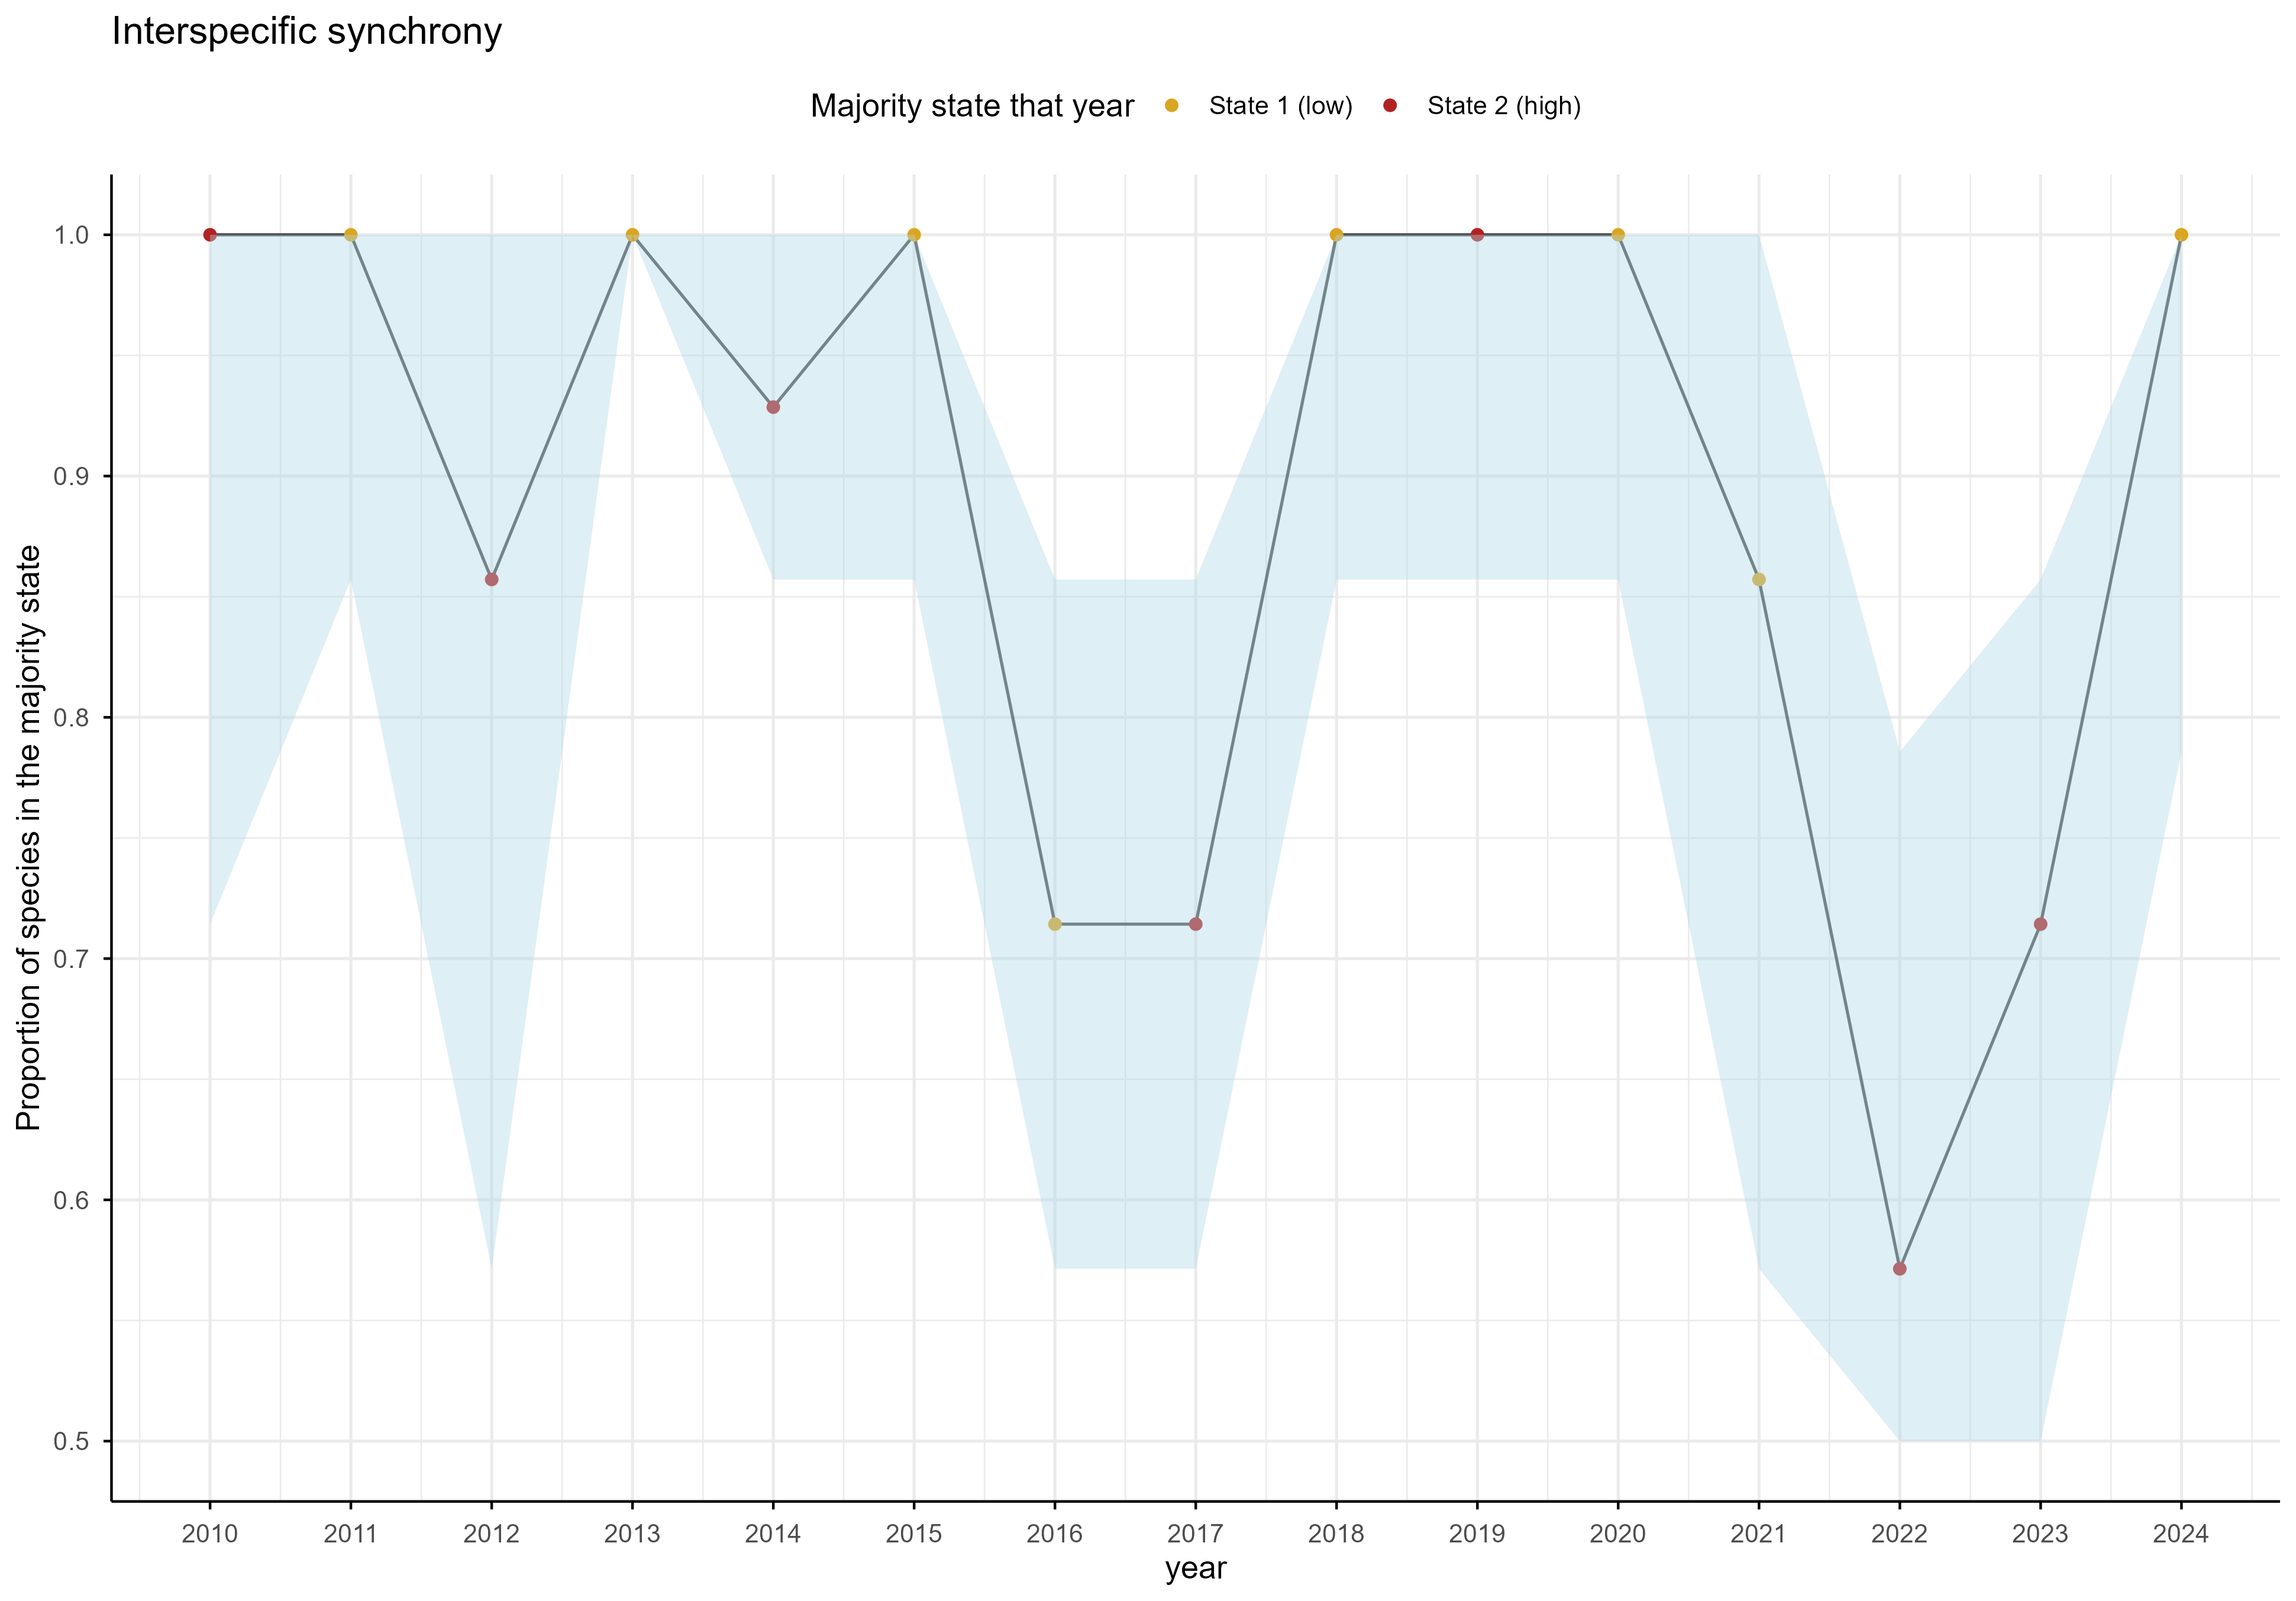 Interspecific synchrony
Majority state that year State 1 (low) State 2 (high)
Proportion of species in the majority state
1.0
0.9
0.8
0.7
0.6
0.5
2010 2011 2012 2013 2014 2015 2016 2017 2018 2019 2020 2021 2022 2023 2024
year